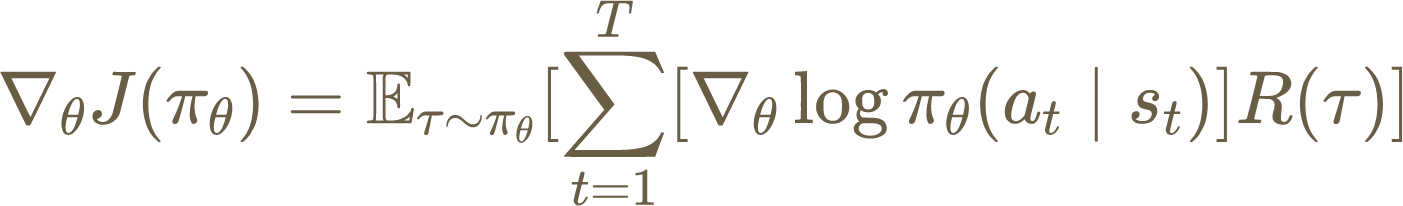 ∇_θ J(π_θ) = 𝔼_{τ∼π_θ}[∑_{t=1}^{T}[∇_θ log π_θ(a_t | s_t)]R(τ)]